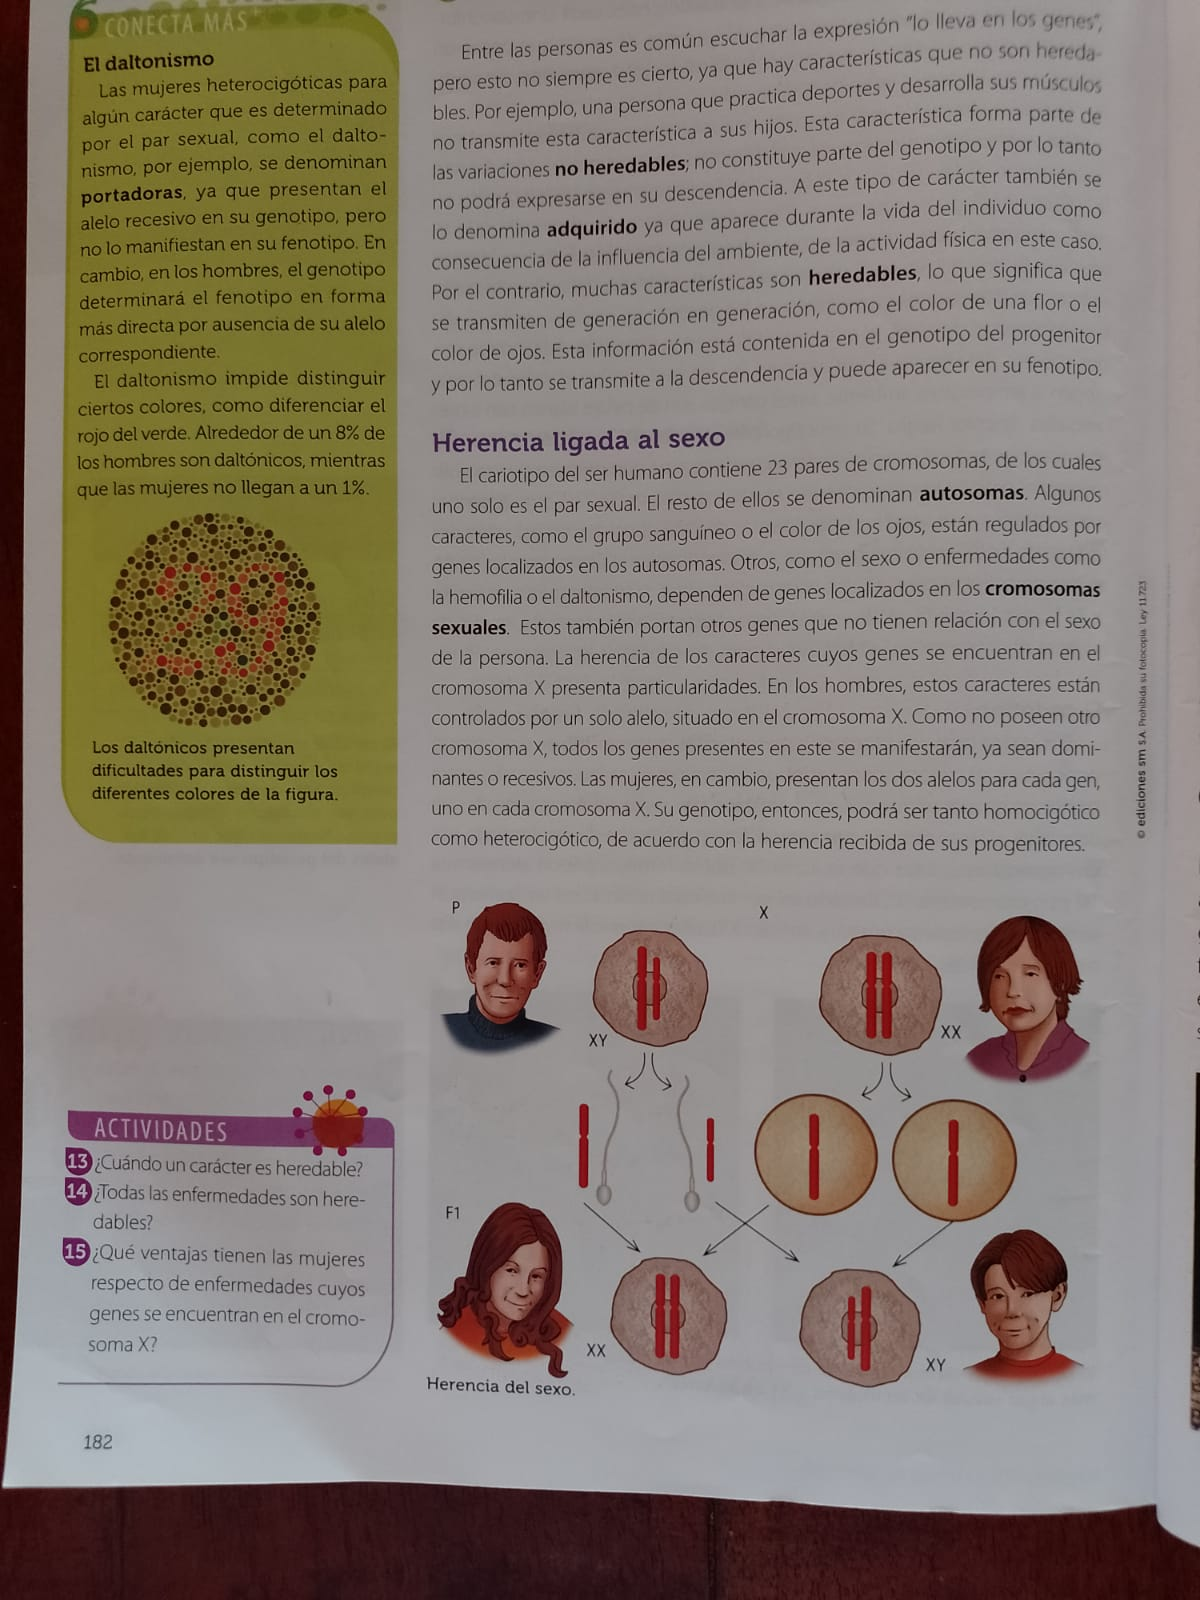 CONECTA MÁS+
El daltonismo
Las mujeres heterocigóticas para
algún carácter que es determinado
por el par sexual, como el dalto-
nismo, por ejemplo, se denominan
portadoras, ya que presentan el
alelo recesivo en su genotipo, pero
no lo manifiestan en su fenotipo. En
cambio, en los hombres, el genotipo
determinará el fenotipo en forma
más directa por ausencia de su alelo
correspondiente.
El daltonismo impide distinguir
ciertos colores, como diferenciar el
rojo del verde. Alrededor de un 8% de
los hombres son daltónicos, mientras
que las mujeres no llegan a un 1%.
29
Los daltónicos presentan
dificultades para distinguir los
diferentes colores de la figura.
ACTIVIDADES
13 ¿Cuándo un carácter es heredable?
14 ¿Todas las enfermedades son here-
dables?
15 ¿Qué ventajas tienen las mujeres
respecto de enfermedades cuyos
genes se encuentran en el cromo-
soma X?
182
Entre las personas es común escuchar la expresión "lo lleva en los genes",
pero esto no siempre es cierto, ya que hay características que no son hereda-
bles. Por ejemplo, una persona que practica deportes y desarrolla sus músculos
no transmite esta característica a sus hijos. Esta característica forma parte de
las variaciones no heredables; no constituye parte del genotipo y por lo tanto
no podrá expresarse en su descendencia. A este tipo de carácter también se
lo denomina adquirido ya que aparece durante la vida del individuo como
consecuencia de la influencia del ambiente, de la actividad física en este caso.
Por el contrario, muchas características son heredables, lo que significa que
se transmiten de generación en generación, como el color de una flor o el
color de ojos. Esta información está contenida en el genotipo del progenitor
y por lo tanto se transmite a la descendencia y puede aparecer en su fenotipo.
Herencia ligada al sexo
El cariotipo del ser humano contiene 23 pares de cromosomas, de los cuales
uno solo es el par sexual. El resto de ellos se denominan autosomas. Algunos
caracteres, como el grupo sanguíneo o el color de los ojos, están regulados por
genes localizados en los autosomas. Otros, como el sexo o enfermedades como
la hemofilia o el daltonismo, dependen de genes localizados en los cromosomas
sexuales. Estos también portan otros genes que no tienen relación con el sexo
de la persona. La herencia de los caracteres cuyos genes se encuentran en el
cromosoma X presenta particularidades. En los hombres, estos caracteres están
controlados por un solo alelo, situado en el cromosoma X. Como no poseen otro
cromosoma X, todos los genes presentes en este se manifestarán, ya sean domi-
nantes o recesivos. Las mujeres, en cambio, presentan los dos alelos para cada gen,
uno en cada cromosoma X. Su genotipo, entonces, podrá ser tanto homocigótico
como heterocigótico, de acuerdo con la herencia recibida de sus progenitores.
P
X
XY
XX
F1
XX
XY
Herencia del sexo.
© ediciones sm S.A. Prohibida su fotocopia. Ley 11.723